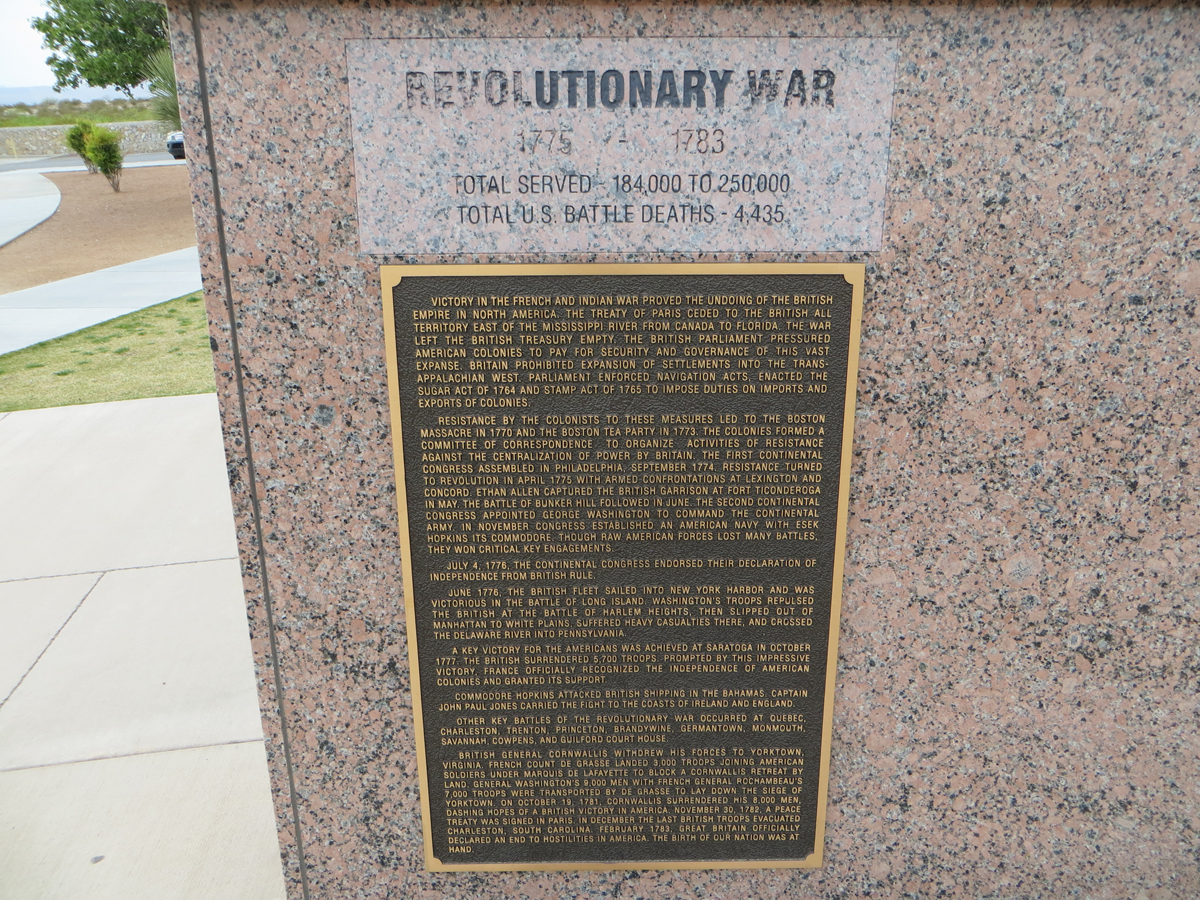 REVOLUTIONARY WAR
1775 - 1783
TOTAL SERVED - 184,000 TO 250,000
TOTAL U.S. BATTLE DEATHS - 4,435
VICTORY IN THE FRENCH AND INDIAN WAR PROVED THE UNDOING OF THE BRITISH
EMPIRE IN NORTH AMERICA. THE TREATY OF PARIS CEDED TO THE BRITISH ALL
TERRITORY EAST OF THE MISSISSIPPI RIVER FROM CANADA TO FLORIDA. THE WAR
LEFT THE BRITISH TREASURY EMPTY. THE BRITISH PARLIAMENT PRESSURED
AMERICAN COLONIES TO PAY FOR SECURITY AND GOVERNANCE OF THIS VAST
EXPANSE. BRITAIN PROHIBITED EXPANSION OF SETTLEMENTS INTO THE TRANS-
APPALACHIAN WEST. PARLIAMENT ENFORCED NAVIGATION ACTS, ENACTED THE
SUGAR ACT OF 1764 AND STAMP ACT OF 1765 TO IMPOSE DUTIES ON IMPORTS AND
EXPORTS OF COLONIES.
RESISTANCE BY THE COLONISTS TO THESE MEASURES LED TO THE BOSTON
MASSACRE IN 1770 AND THE BOSTON TEA PARTY IN 1773. THE COLONIES FORMED A
COMMITTEE OF CORRESPONDENCE TO ORGANIZE ACTIVITIES OF RESISTANCE
AGAINST THE CENTRALIZATION OF POWER BY BRITAIN. THE FIRST CONTINENTAL
CONGRESS ASSEMBLED IN PHILADELPHIA, SEPTEMBER 1774. RESISTANCE TURNED
TO REVOLUTION IN APRIL 1775 WITH ARMED CONFRONTATIONS AT LEXINGTON AND
CONCORD. ETHAN ALLEN CAPTURED THE BRITISH GARRISON AT FORT TICONDEROGA
IN MAY. THE BATTLE OF BUNKER HILL FOLLOWED IN JUNE. THE SECOND CONTINENTAL
CONGRESS APPOINTED GEORGE WASHINGTON TO COMMAND THE CONTINENTAL
ARMY. IN NOVEMBER CONGRESS ESTABLISHED AN AMERICAN NAVY WITH ESEK
HOPKINS ITS COMMODORE. THOUGH RAW AMERICAN FORCES LOST MANY BATTLES,
THEY WON CRITICAL KEY ENGAGEMENTS.
JULY 4, 1776, THE CONTINENTAL CONGRESS ENDORSED THEIR DECLARATION OF
INDEPENDENCE FROM BRITISH RULE.
JUNE 1776, THE BRITISH FLEET SAILED INTO NEW YORK HARBOR AND WAS
VICTORIOUS IN THE BATTLE OF LONG ISLAND. WASHINGTON'S TROOPS REPULSED
THE BRITISH AT THE BATTLE OF HARLEM HEIGHTS, THEN SLIPPED OUT OF
MANHATTAN TO WHITE PLAINS, SUFFERED HEAVY CASUALTIES THERE, AND CROSSED
THE DELAWARE RIVER INTO PENNSYLVANIA.
A KEY VICTORY FOR THE AMERICANS WAS ACHIEVED AT SARATOGA IN OCTOBER
1777. THE BRITISH SURRENDERED 5,700 TROOPS. PROMPTED BY THIS IMPRESSIVE
VICTORY, FRANCE OFFICIALLY RECOGNIZED THE INDEPENDENCE OF AMERICAN
COLONIES AND GRANTED ITS SUPPORT.
COMMODORE HOPKINS ATTACKED BRITISH SHIPPING IN THE BAHAMAS. CAPTAIN
JOHN PAUL JONES CARRIED THE FIGHT TO THE COASTS OF IRELAND AND ENGLAND.
OTHER KEY BATTLES OF THE REVOLUTIONARY WAR OCCURRED AT QUEBEC,
CHARLESTON, TRENTON, PRINCETON, BRANDYWINE, GERMANTOWN, MONMOUTH,
SAVANNAH, COWPENS, AND GUILFORD COURT HOUSE.
BRITISH GENERAL CORNWALLIS WITHDREW HIS FORCES TO YORKTOWN,
VIRGINIA. FRENCH COUNT DE GRASSE LANDED 3,000 TROOPS JOINING AMERICAN
SOLDIERS UNDER MARQUIS DE LAFAYETTE TO BLOCK A CORNWALLIS RETREAT BY
LAND. GENERAL WASHINGTON'S 9,000 MEN WITH FRENCH GENERAL ROCHAMBEAU'S
7,000 TROOPS WERE TRANSPORTED BY DE GRASSE TO LAY DOWN THE SIEGE OF
YORKTOWN. ON OCTOBER 19, 1781, CORNWALLIS SURRENDERED HIS 8,000 MEN,
DASHING HOPES OF A BRITISH VICTORY IN AMERICA. NOVEMBER 30, 1782, A PEACE
TREATY WAS SIGNED IN PARIS. IN DECEMBER THE LAST BRITISH TROOPS EVACUATED
CHARLESTON, SOUTH CAROLINA. FEBRUARY 1783, GREAT BRITAIN OFFICIALLY
DECLARED AN END TO HOSTILITIES IN AMERICA. THE BIRTH OF OUR NATION WAS AT
HAND.